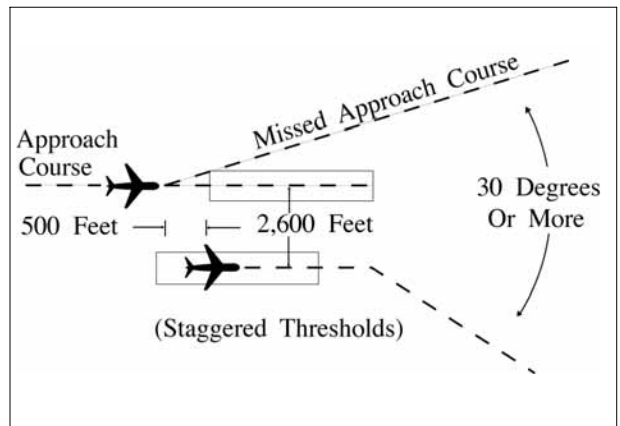 Missed Approach Course
Approach
Course
30 Degrees
Or More
500 Feet
2,600 Feet
(Staggered Thresholds)